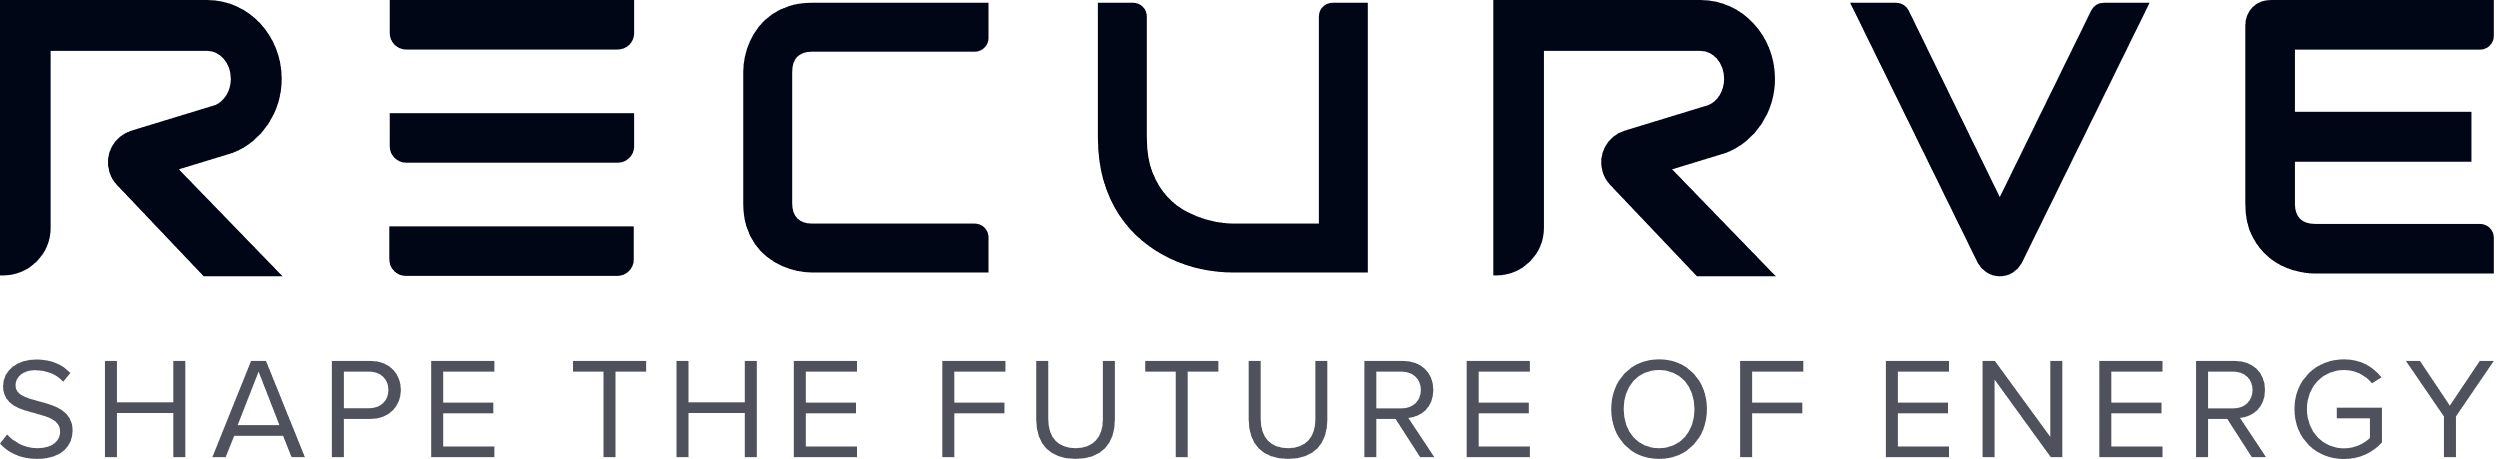 RECURVE
SHAPE THE FUTURE OF ENERGY